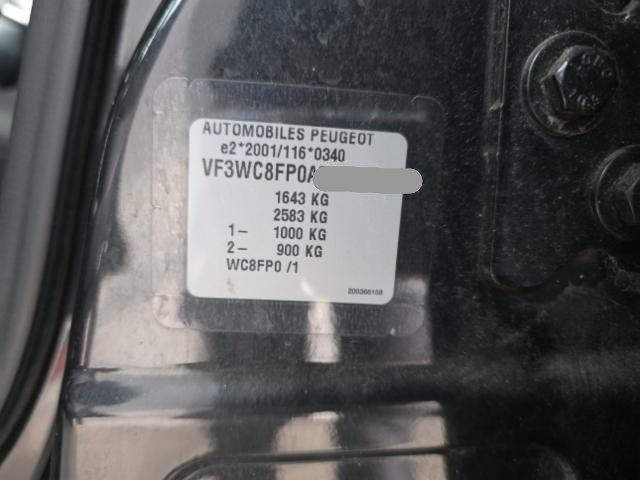 AUTOMOBILES PEUGEOT
e2*2001/116*0340
VF3WC8FP0A
1643 KG
2583 KG
1- 1000 KG
2- 900 KG
WC8FP0 /1
200366158